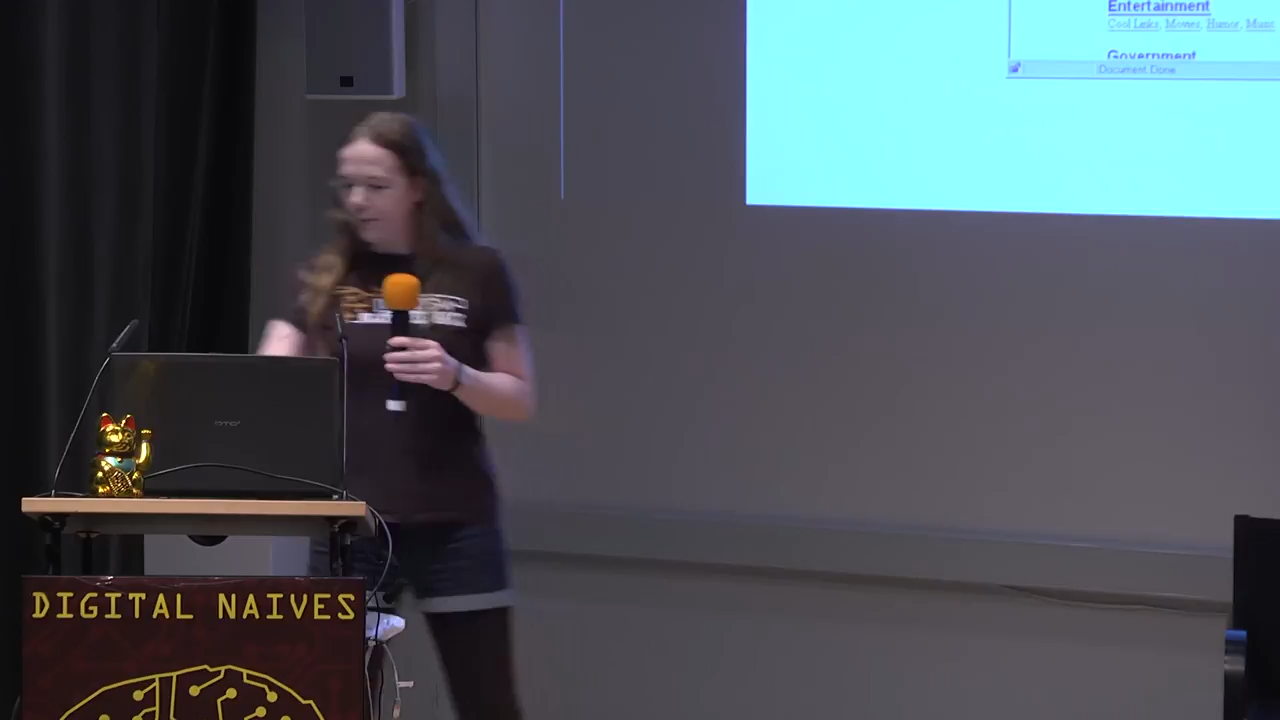 Entertainment
Cool Links, Movies, Humor, Music
Government
Document Done
DIGITAL NAIVES